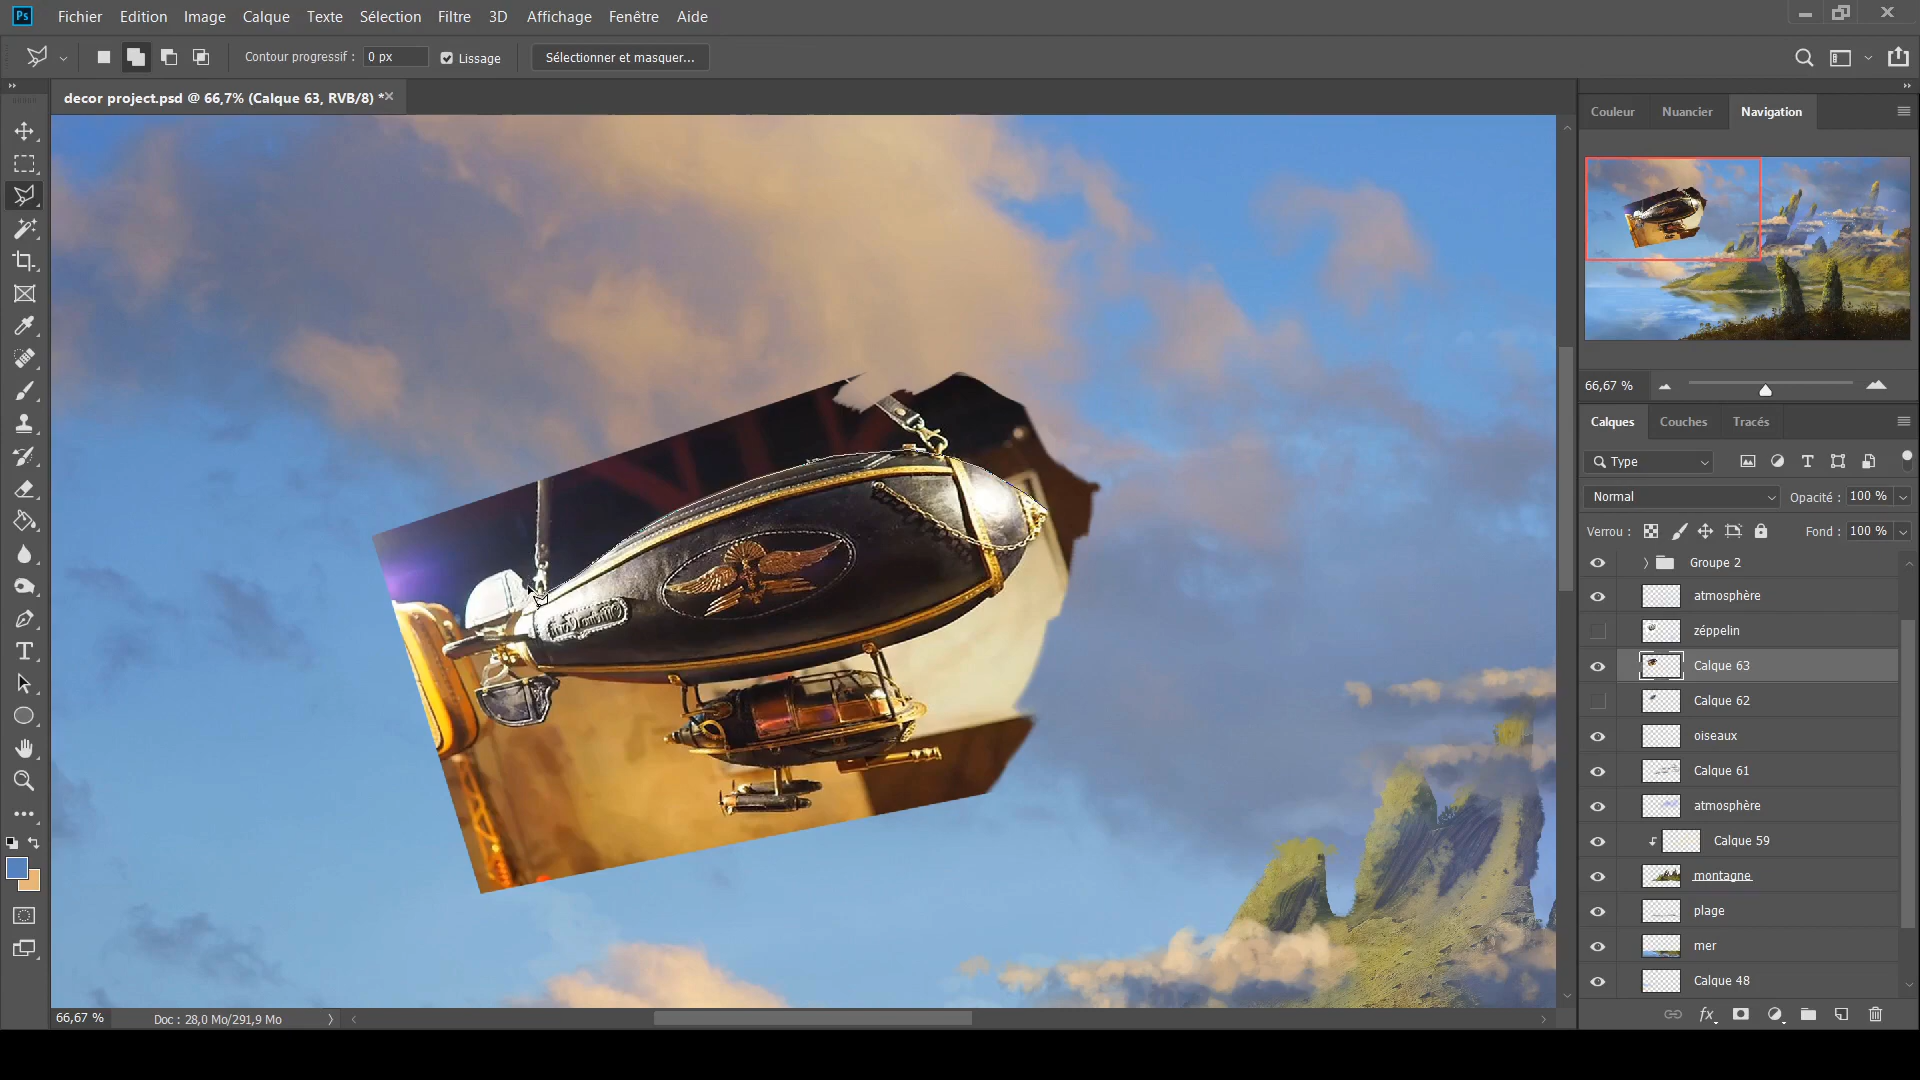 Ps Fichier Edition Image Calque Texte Sélection Filtre 3D Affichage Fenêtre Aide
Contour progressif : 0 px Lissage Sélectionner et masquer...
decor project.psd @ 66,7% (Calque 63, RVB/8) *
Couleur Nuancier Navigation
66,67 %
Calques Couches Tracés
Type
Normal Opacité : 100 %
Verrou : Fond : 100 %
Groupe 2
atmosphère
zéppelin
Calque 63
Calque 62
oiseaux
Calque 61
atmosphère
Calque 59
montagne
plage
mer
Calque 48
fx
66,67 % Doc : 28,0 Mo/291,9 Mo